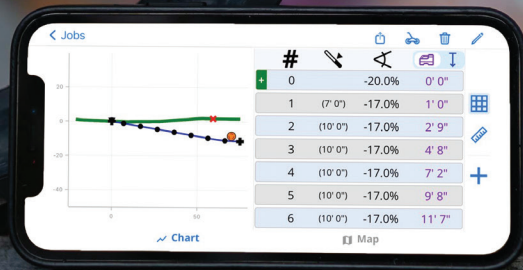 Jobs
#
+ 0 -20.0% 0' 0"
1 (7' 0") -17.0% 1' 0"
2 (10' 0") -17.0% 2' 9"
3 (10' 0") -17.0% 4' 8"
4 (10' 0") -17.0% 7' 2"
5 (10' 0") -17.0% 9' 8"
6 (10' 0") -17.0% 11' 7"
20
0
-20
-40
0 50
Chart Map